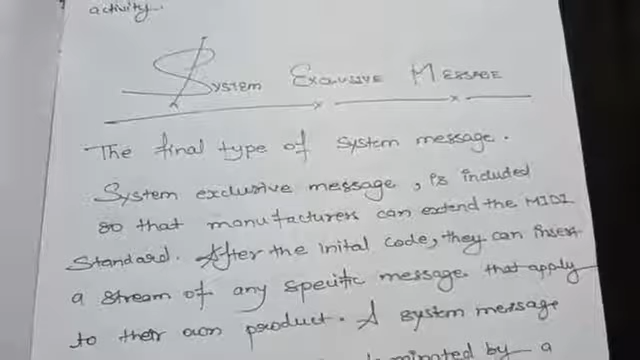 activity.
System Exclusive Message
The final type of system message.
System exclusive message, is included
so that manufacturers can extend the MIDI
Standard. After the inital code, they can insert
a stream of any specific message that apply
to their own product. A system message
minated by a